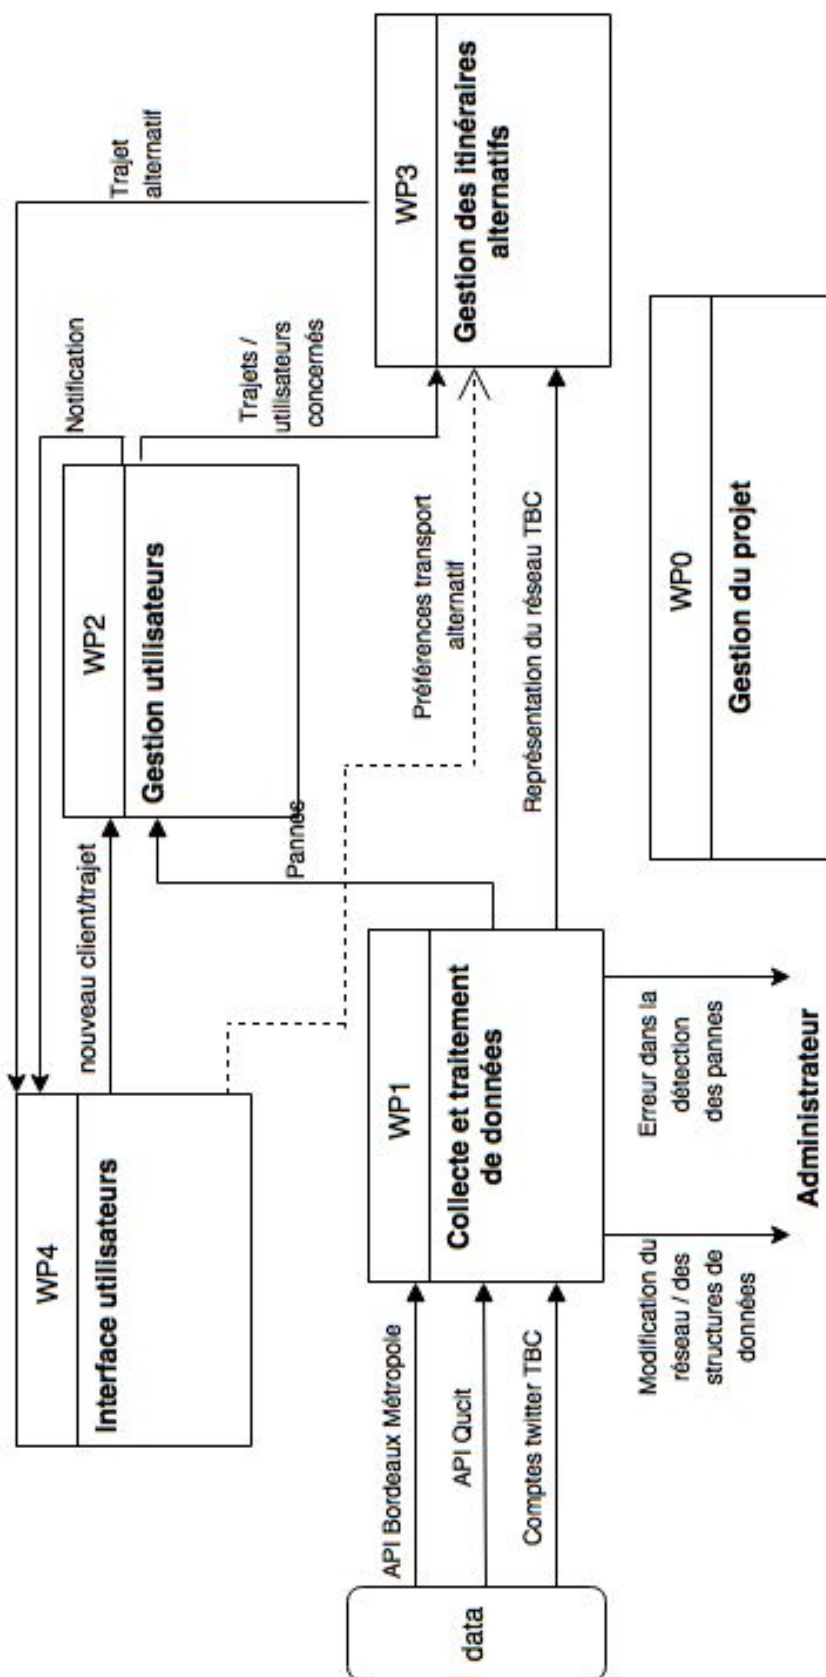 WP4
Interface utilisateurs
nouveau client/trajet
WP2
Gestion utilisateurs
Notification
Trajet
alternatif
Trajets /
utilisateurs
concernés
WP3
Gestion des itinéraires
alternatifs
Pannes
Préférences transport
alternatif
Représentation du réseau TBC
data
API Bordeaux Métropole
API Qucit
Comptes twitter TBC
WP1
Collecte et traitement
de données
Modification du
réseau / des
structures de
données
Erreur dans la
détection
des pannes
Administrateur
WP0
Gestion du projet